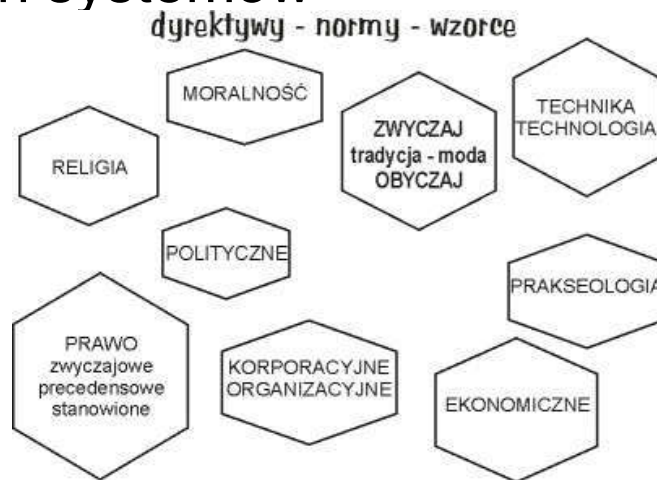 systemów
dyrektywy - normy - wzorce
MORALNOŚĆ
ZWYCZAJ
tradycja - moda
OBYCZAJ
TECHNIKA
TECHNOLOGIA
RELIGIA
POLITYCZNE
PRAKSEOLOGIA
PRAWO
zwyczajowe
precedensowe
stanowione
KORPORACYJNE
ORGANIZACYJNE
EKONOMICZNE